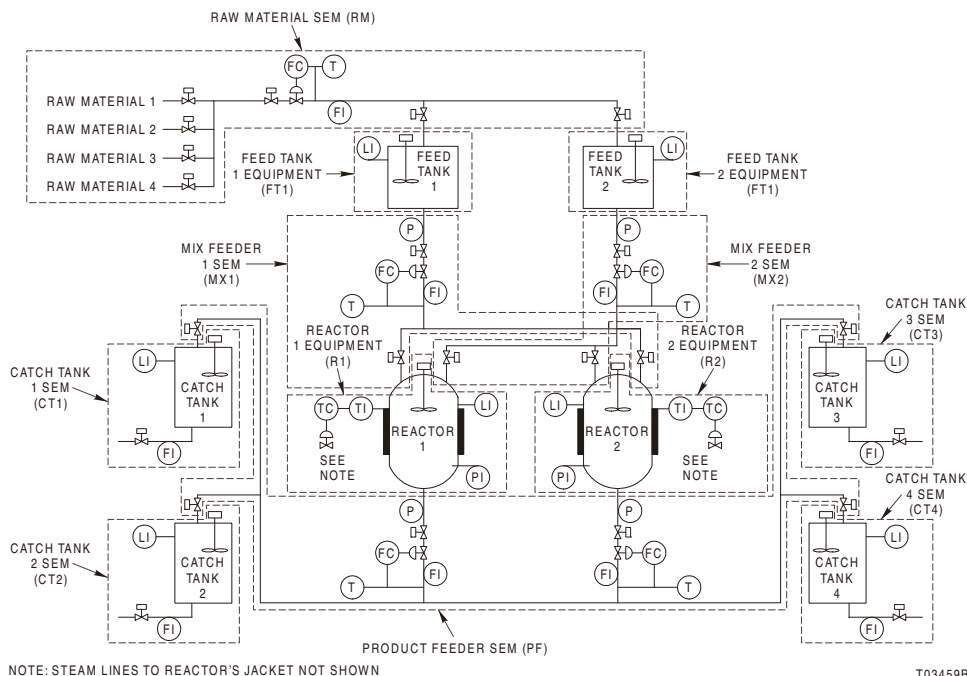 RAW MATERIAL SEM (RM)
FC
T
RAW MATERIAL 1
FI
RAW MATERIAL 2
RAW MATERIAL 3
RAW MATERIAL 4
LI
FEED
TANK
1
FEED
TANK
2
LI
FEED TANK
1 EQUIPMENT
(FT1)
FEED TANK
2 EQUIPMENT
(FT1)
P
P
MIX FEEDER
1 SEM
(MX1)
MIX FEEDER
2 SEM
(MX2)
FC
FI
T
FI
FC
T
REACTOR
1 EQUIPMENT
(R1)
REACTOR
2 EQUIPMENT
(R2)
CATCH TANK
3 SEM
(CT3)
LI
CATCH
TANK
1
CATCH TANK
1 SEM
(CT1)
FI
TC
TI
LI
REACTOR
1
PI
SEE
NOTE
LI
REACTOR
2
PI
TI
TC
SEE
NOTE
CATCH
TANK
3
LI
FI
CATCH TANK
4 SEM
(CT4)
LI
CATCH
TANK
2
CATCH TANK
2 SEM
(CT2)
FI
P
FC
FI
T
P
FI
FC
T
CATCH
TANK
4
LI
FI
PRODUCT FEEDER SEM (PF)
NOTE: STEAM LINES TO REACTOR'S JACKET NOT SHOWN
T03459B